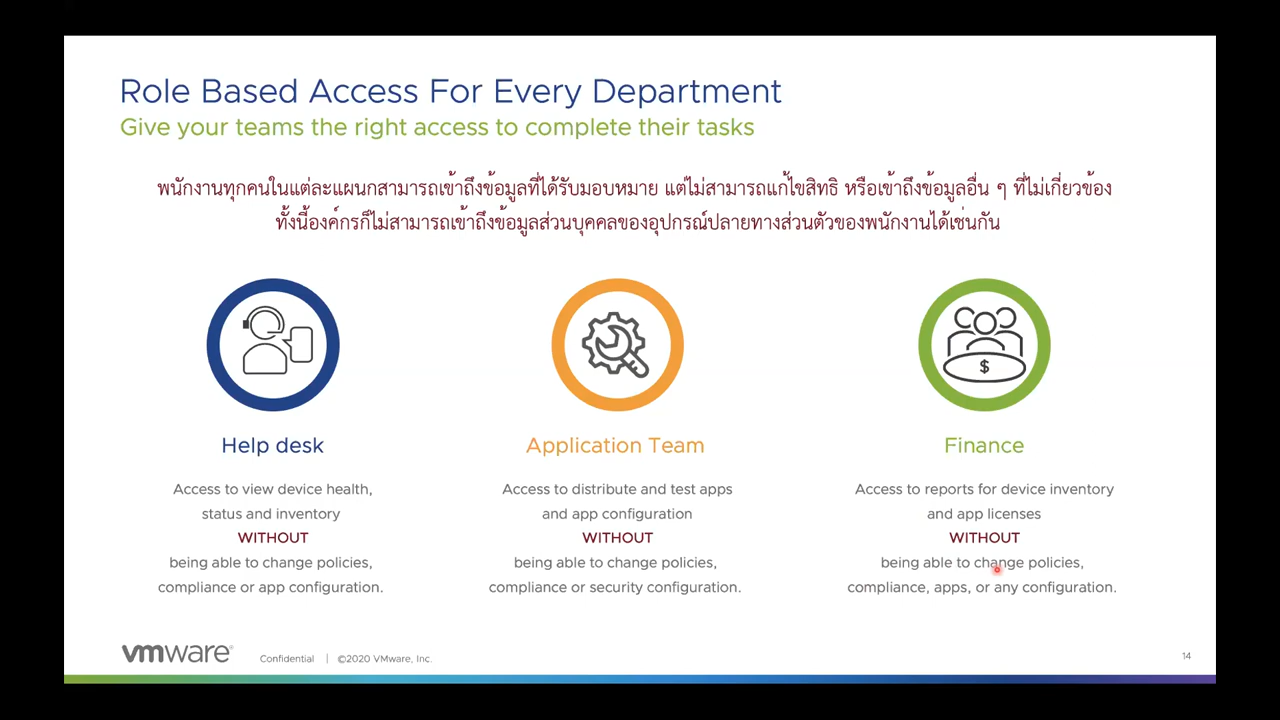 Role Based Access For Every Department
Give your teams the right access to complete their tasks
พนักงานทุกคนในแต่ละแผนกสามารถเข้าถึงข้อมูลที่ได้รับมอบหมาย แต่ไม่สามารถแก้ไขสิทธิ หรือเข้าถึงข้อมูลอื่น ๆ ที่ไม่เกี่ยวข้อง
ทั้งนี้องค์กรก็ไม่สามารถเข้าถึงข้อมูลส่วนบุคคลของอุปกรณ์ปลายทางส่วนตัวของพนักงานได้เช่นกัน
$
Help desk
Access to view device health,
status and inventory
WITHOUT
being able to change policies,
compliance or app configuration.
Application Team
Access to distribute and test apps
and app configuration
WITHOUT
being able to change policies,
compliance or security configuration.
Finance
Access to reports for device inventory
and app licenses
WITHOUT
being able to change policies,
compliance, apps, or any configuration.
vmware® Confidential | ©2020 VMware, Inc.
14